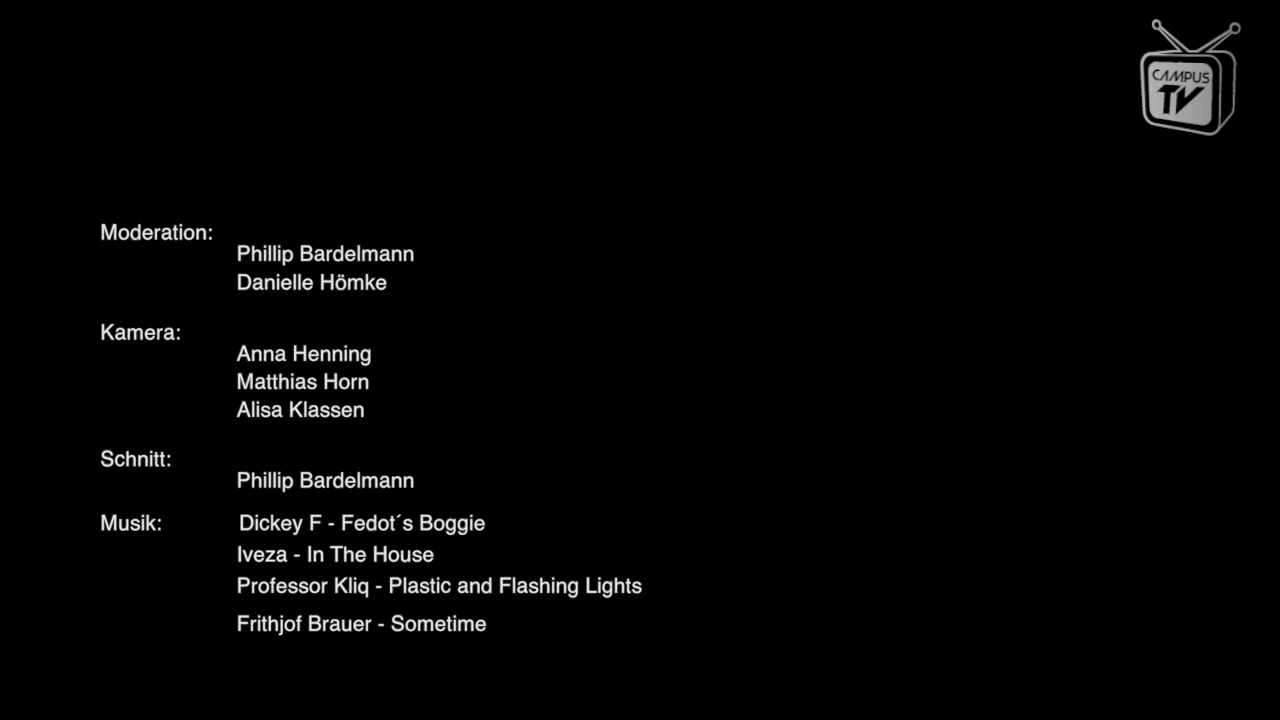 CAMPUS
TV
Moderation:
Phillip Bardelmann
Danielle Hömke
Kamera:
Anna Henning
Matthias Horn
Alisa Klassen
Schnitt:
Phillip Bardelmann
Musik: Dickey F - Fedot´s Boggie
Iveza - In The House
Professor Kliq - Plastic and Flashing Lights
Frithjof Brauer - Sometime